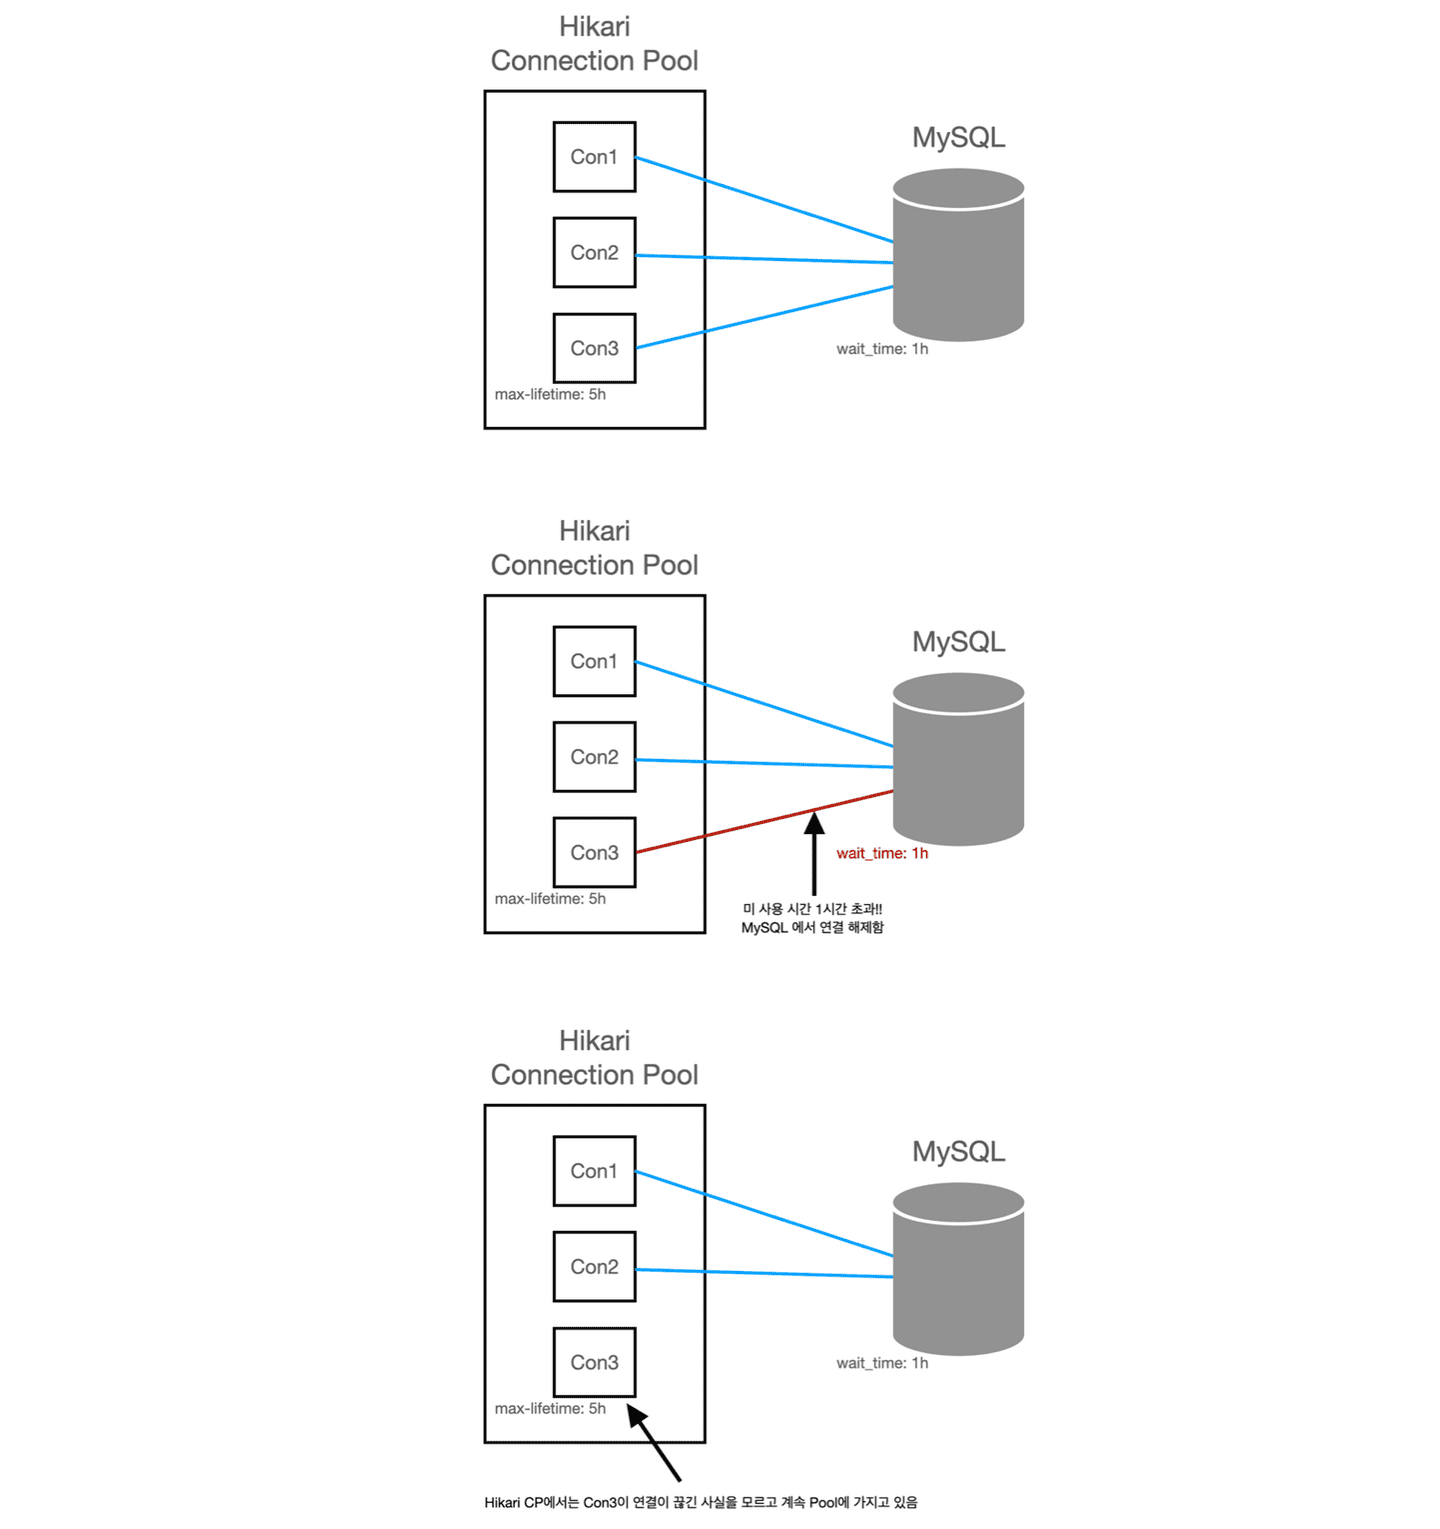 Hikari
Connection Pool
MySQL
Con1
Con2
Con3
wait_time: 1h
max-lifetime: 5h
Hikari
Connection Pool
MySQL
Con1
Con2
Con3
wait_time: 1h
max-lifetime: 5h
미 사용 시간 1시간 초과!!
MySQL 에서 연결 해제함
Hikari
Connection Pool
MySQL
Con1
Con2
Con3
wait_time: 1h
max-lifetime: 5h
Hikari CP에서는 Con3이 연결이 끊긴 사실을 모르고 계속 Pool에 가지고 있음